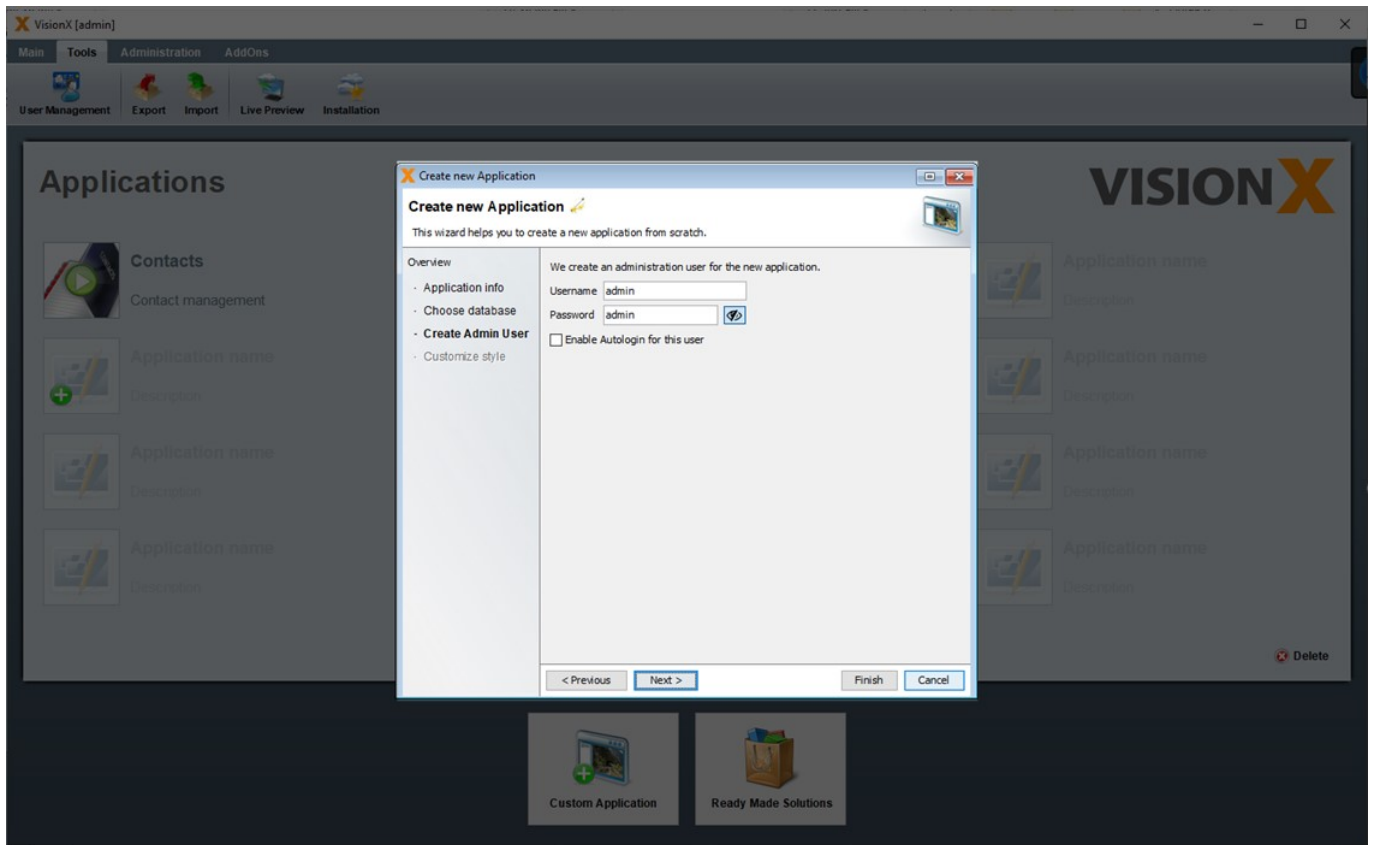 VisionX [admin]
Main Tools Administration AddOns
User Management Export Import Live Preview Installation
Applications
VISIONX
Contacts
Contact management
Application name
Description
Application name
Description
Application name
Description
Create new Application
Create new Application
This wizard helps you to create a new application from scratch.
Overview
· Application info
· Choose database
· Create Admin User
· Customize style
We create an administration user for the new application.
Username admin
Password admin
Enable Autologin for this user
< Previous Next > Finish Cancel
Application name
Description
Application name
Description
Application name
Description
Application name
Description
Delete
Custom Application
Ready Made Solutions